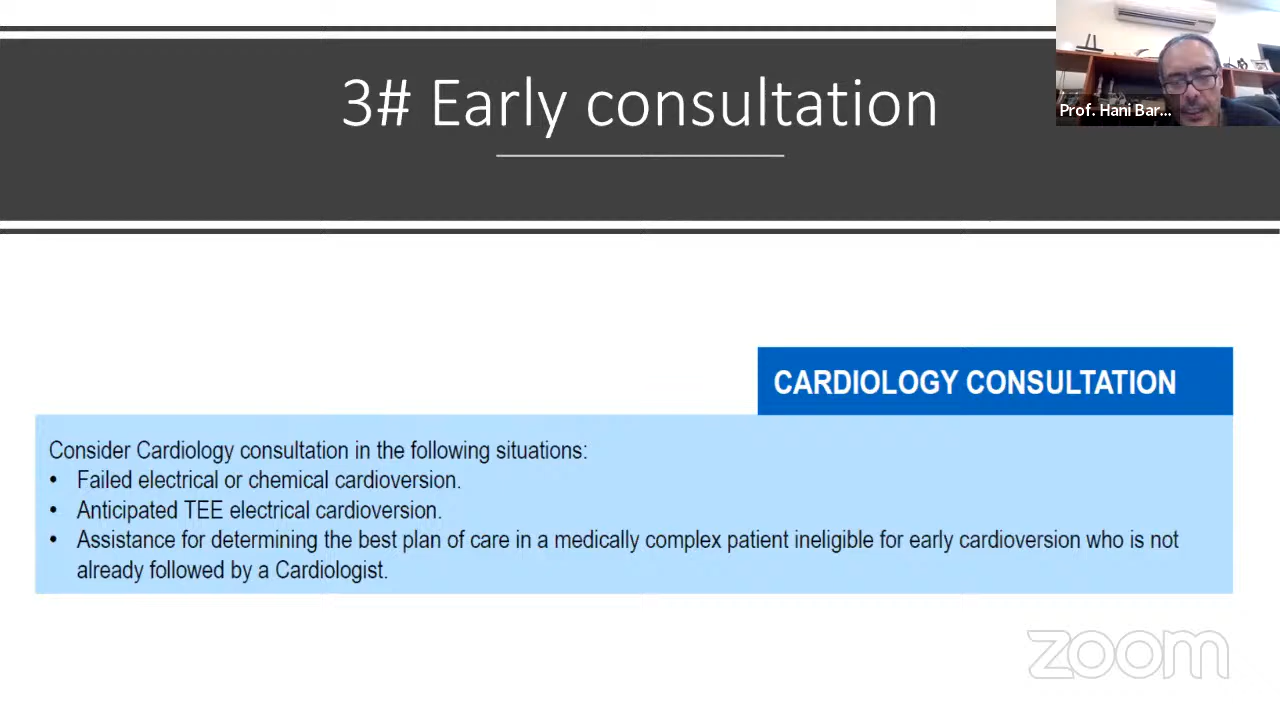 3# Early consultation
Prof. Hani Bar...
CARDIOLOGY CONSULTATION
Consider Cardiology consultation in the following situations:
• Failed electrical or chemical cardioversion.
• Anticipated TEE electrical cardioversion.
• Assistance for determining the best plan of care in a medically complex patient ineligible for early cardioversion who is not
already followed by a Cardiologist.
zoom